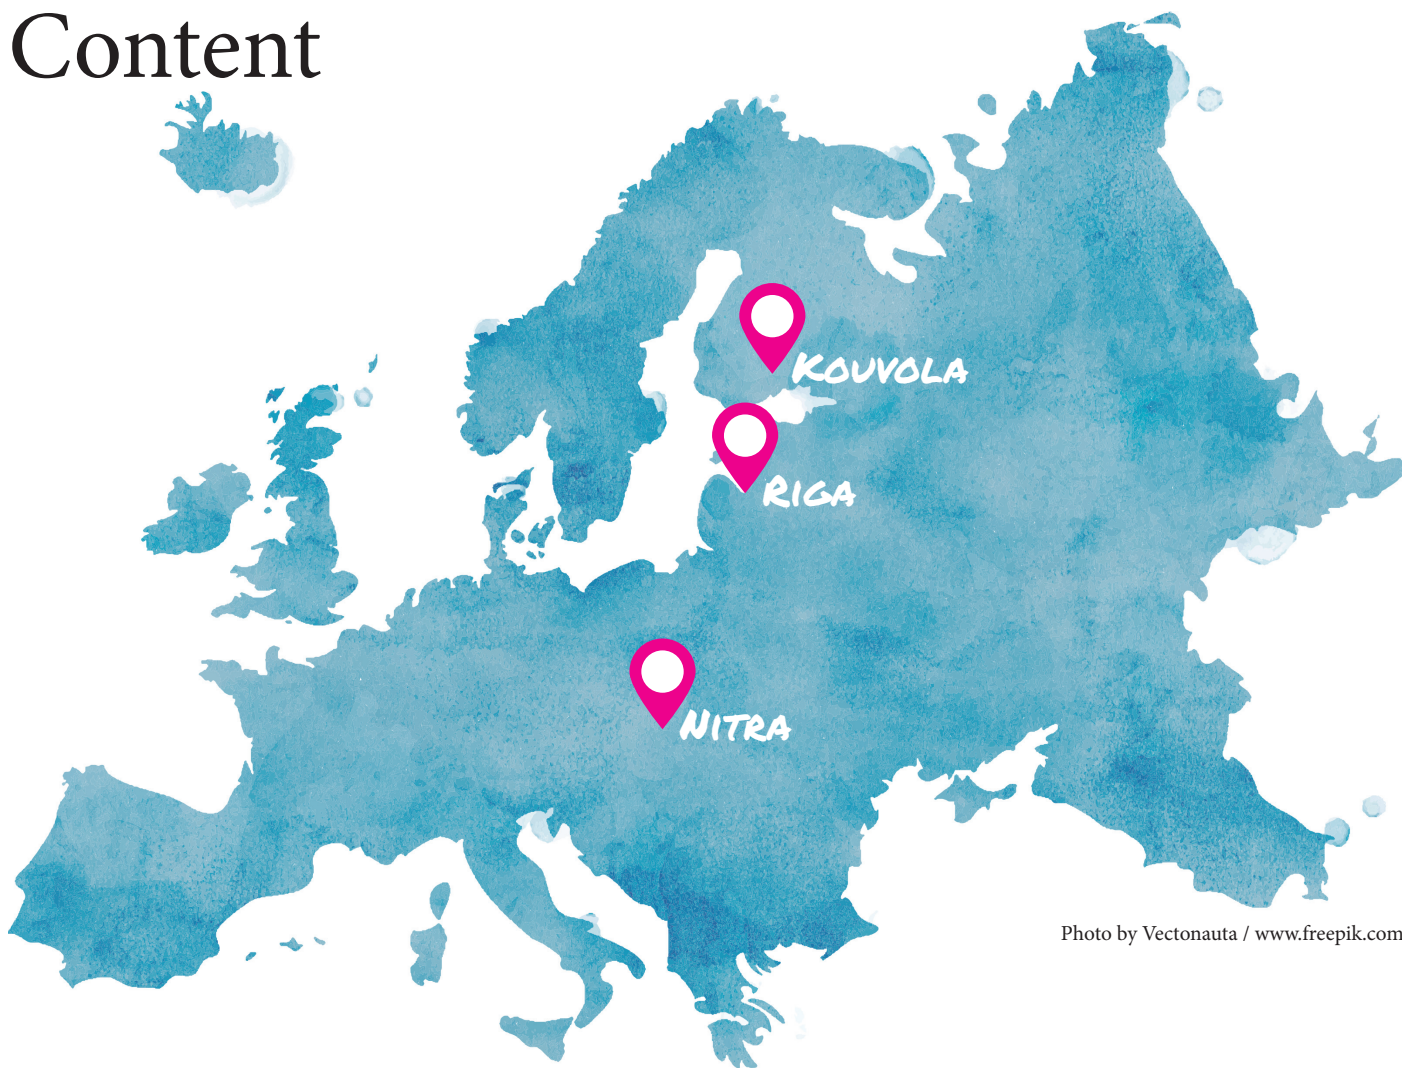 Content
KOUVOLA
RIGA
NITRA
Photo by Vectonauta / www.freepik.com